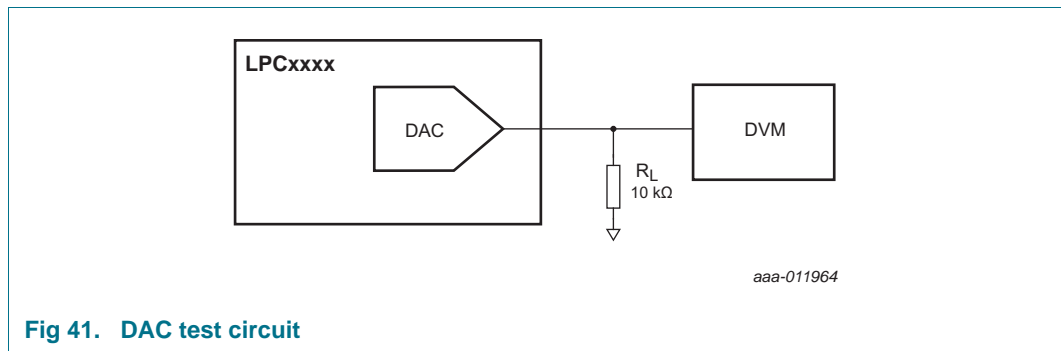 LPCxxxx
DAC
DVM
RL
10 kΩ
aaa-011964
Fig 41. DAC test circuit